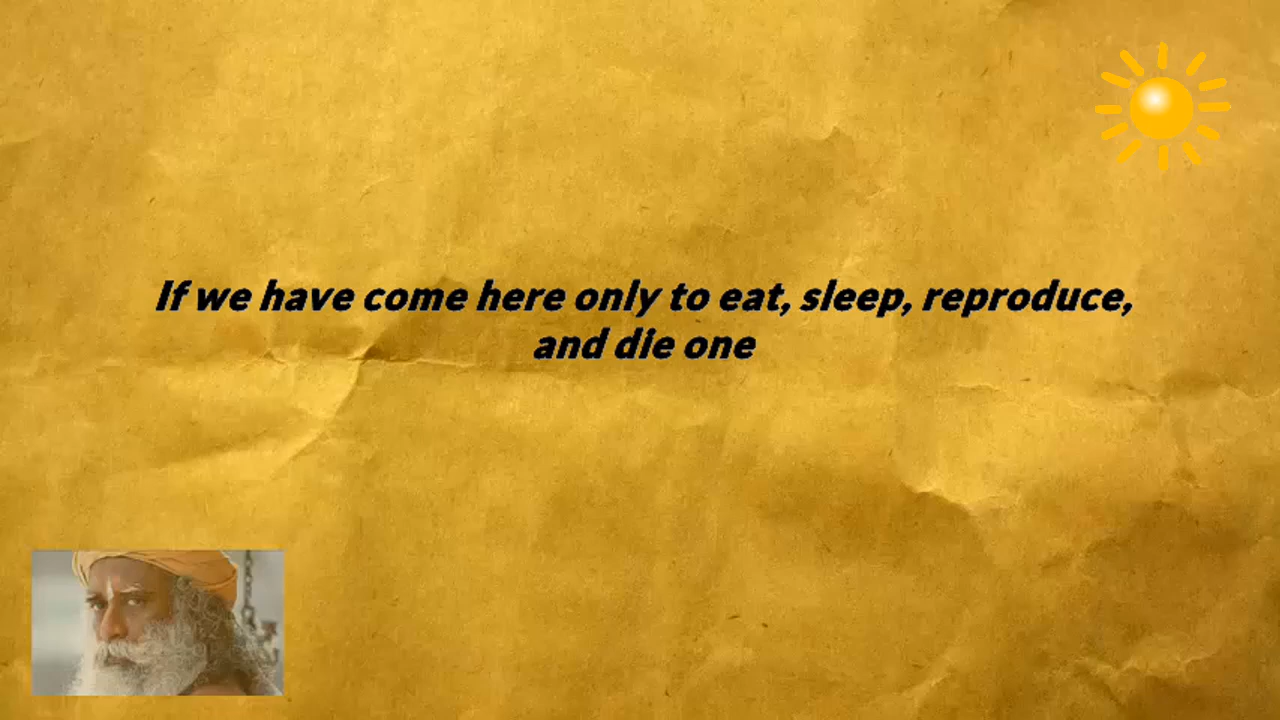 If we have come here only to eat, sleep, reproduce,
and die one